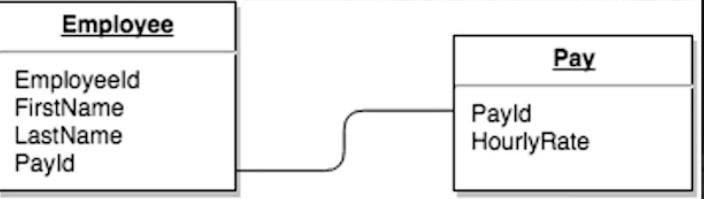 Employee
EmployeeId
FirstName
LastName
PayId
Pay
PayId
HourlyRate